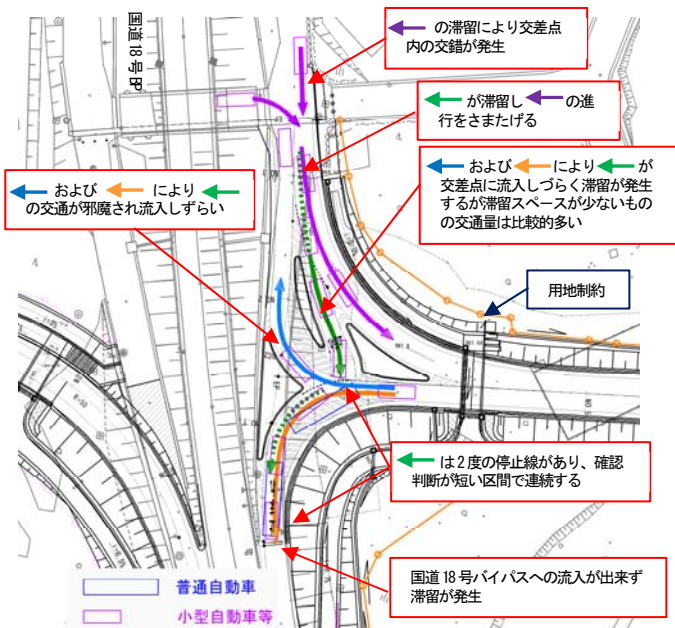 国道18号BP
の滞留により交差点
内の交錯が発生
が滞留し の進
行をさまたげる
および により が
交差点に流入しづらく滞留が発生
するが滞留スペースが少ないもの
の交通量は比較的多い
および により
の交通が邪魔され流入しずらい
用地制約
は2度の停止線があり、確認
判断が短い区間で連続する
国道18号バイパスへの流入が出来ず
滞留が発生
普通自動車
小型自動車等